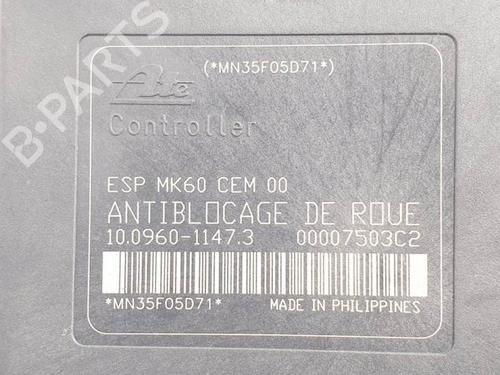 (*MN35F05D71*)
Ate
Controller
ESP MK60 CEM 00
ANTIBLOCAGE DE ROUE
10.0960-1147.3 00007503C2
*MN35F05D71* MADE IN PHILIPPINES
B-PARTS